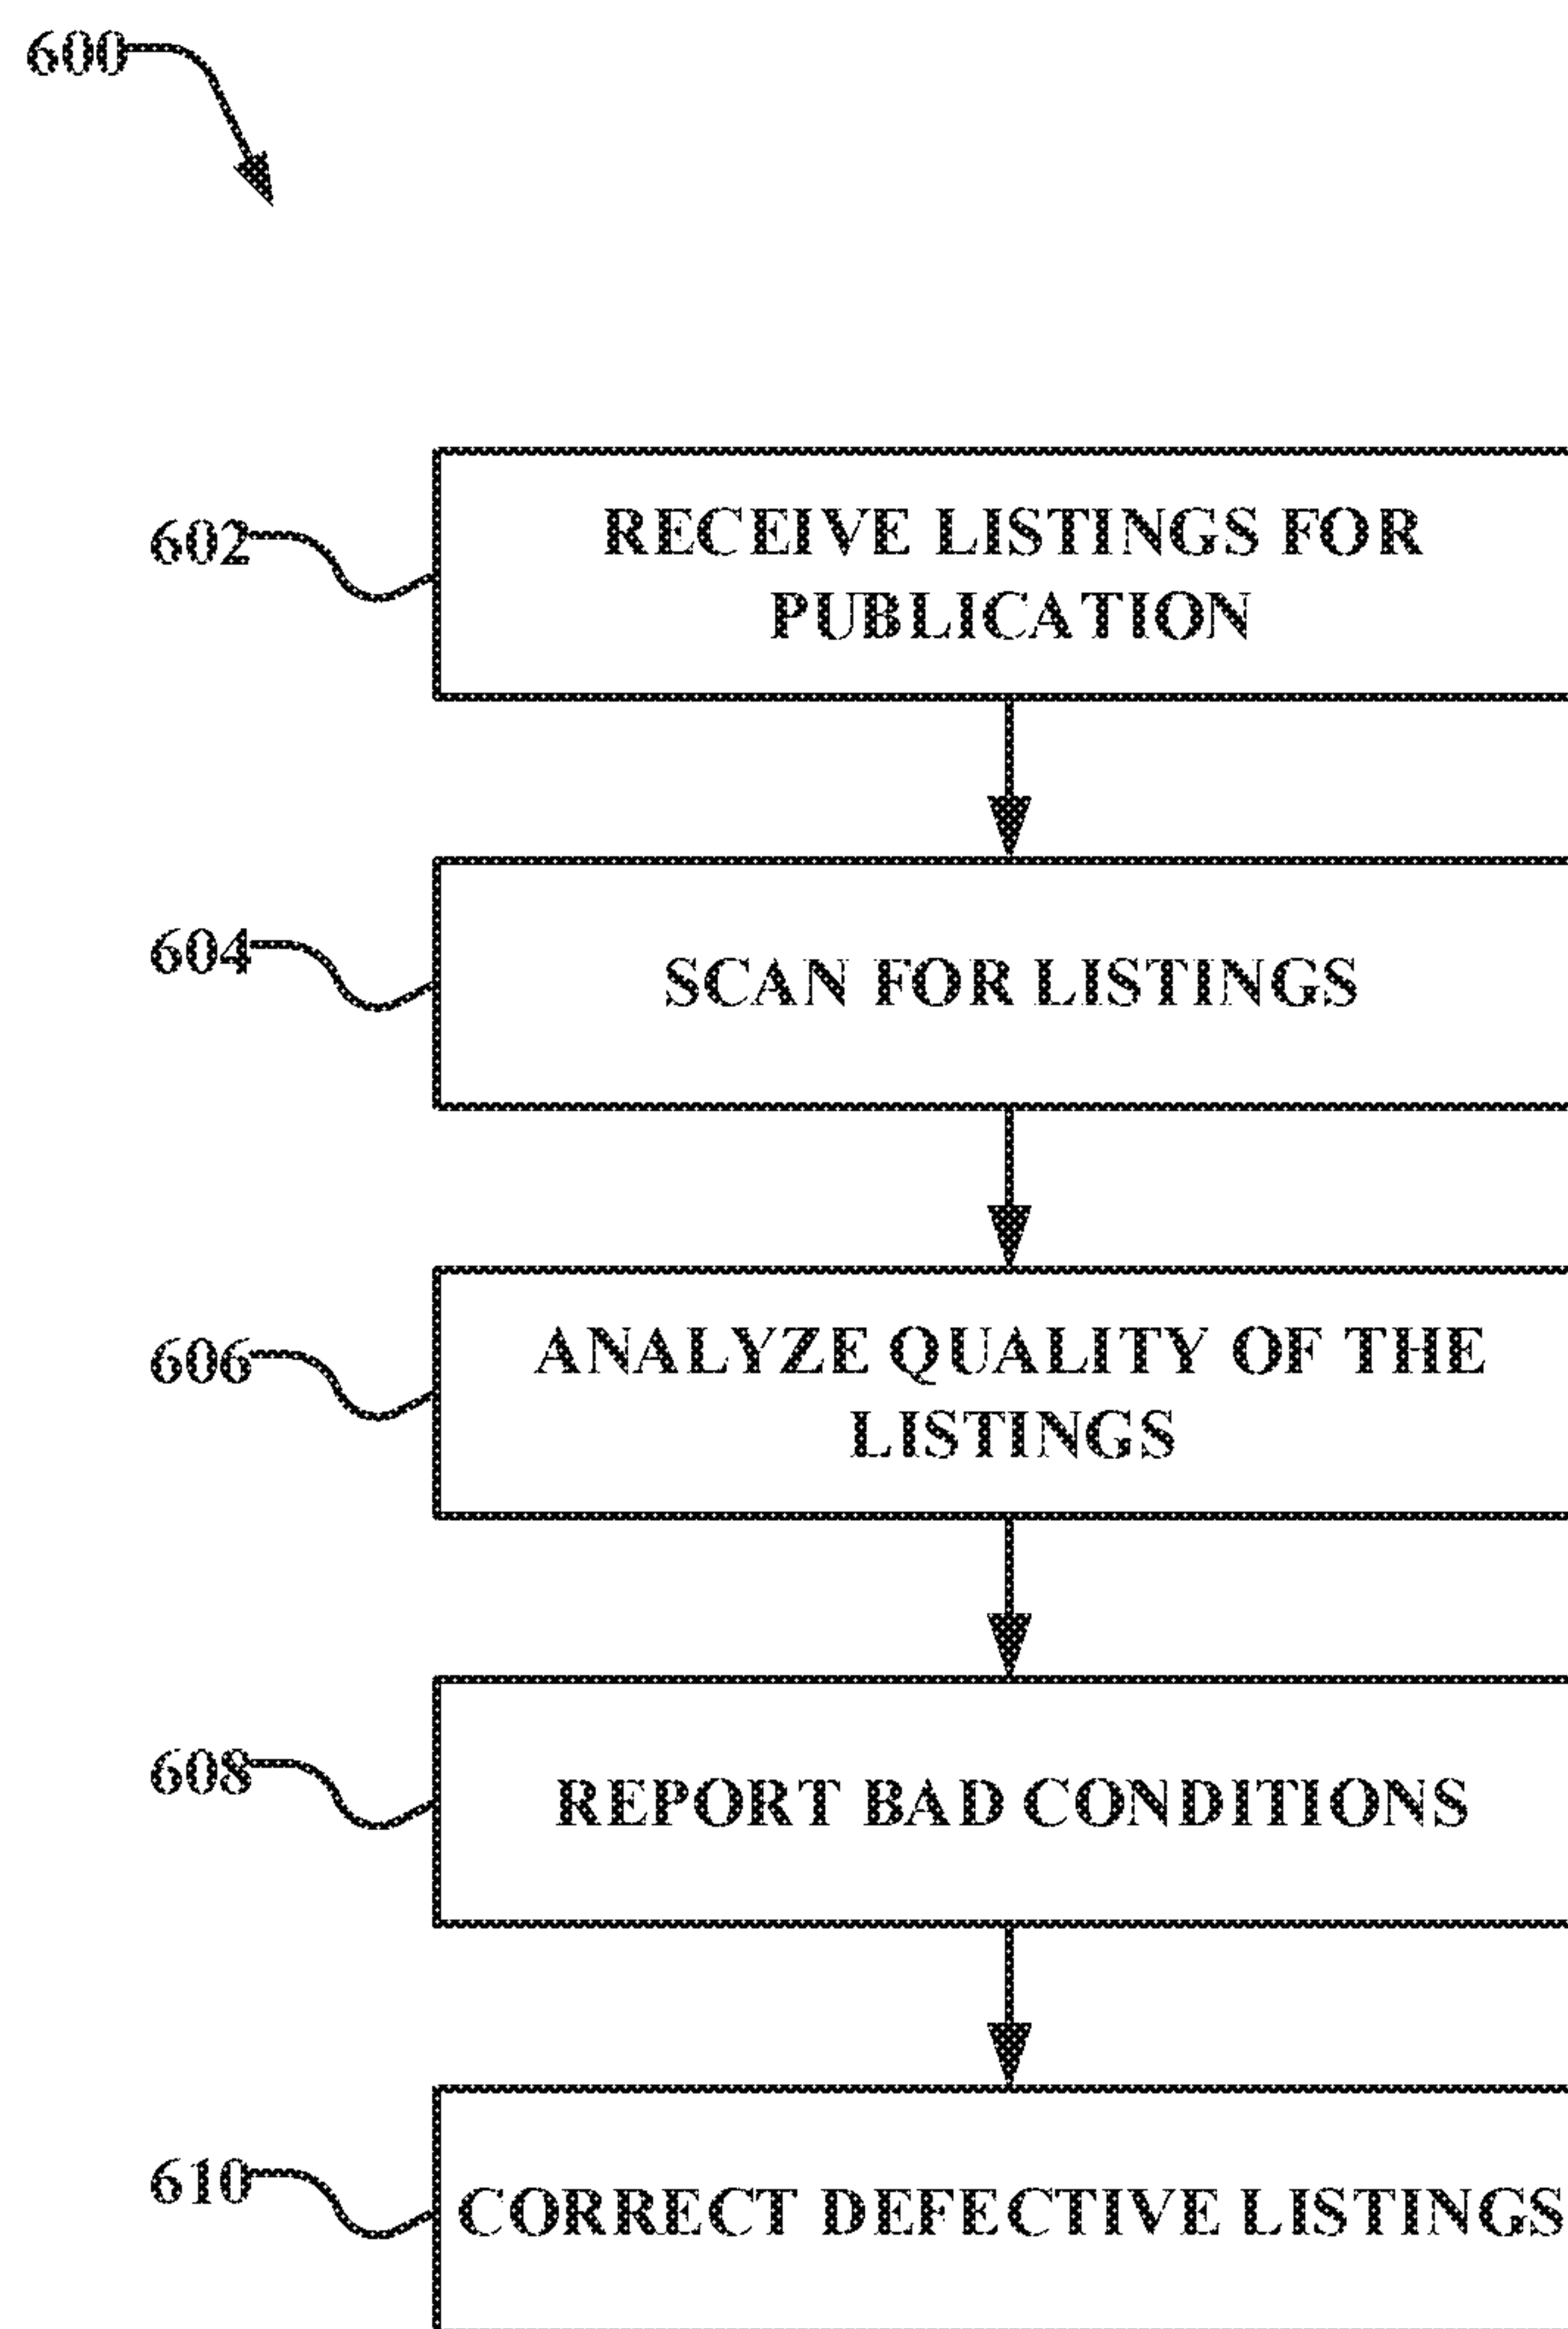 600
602
RECEIVE LISTINGS FOR
PUBLICATION
604
SCAN FOR LISTINGS
606
ANALYZE QUALITY OF THE
LISTINGS
608
REPORT BAD CONDITIONS
610
CORRECT DEFECTIVE LISTINGS